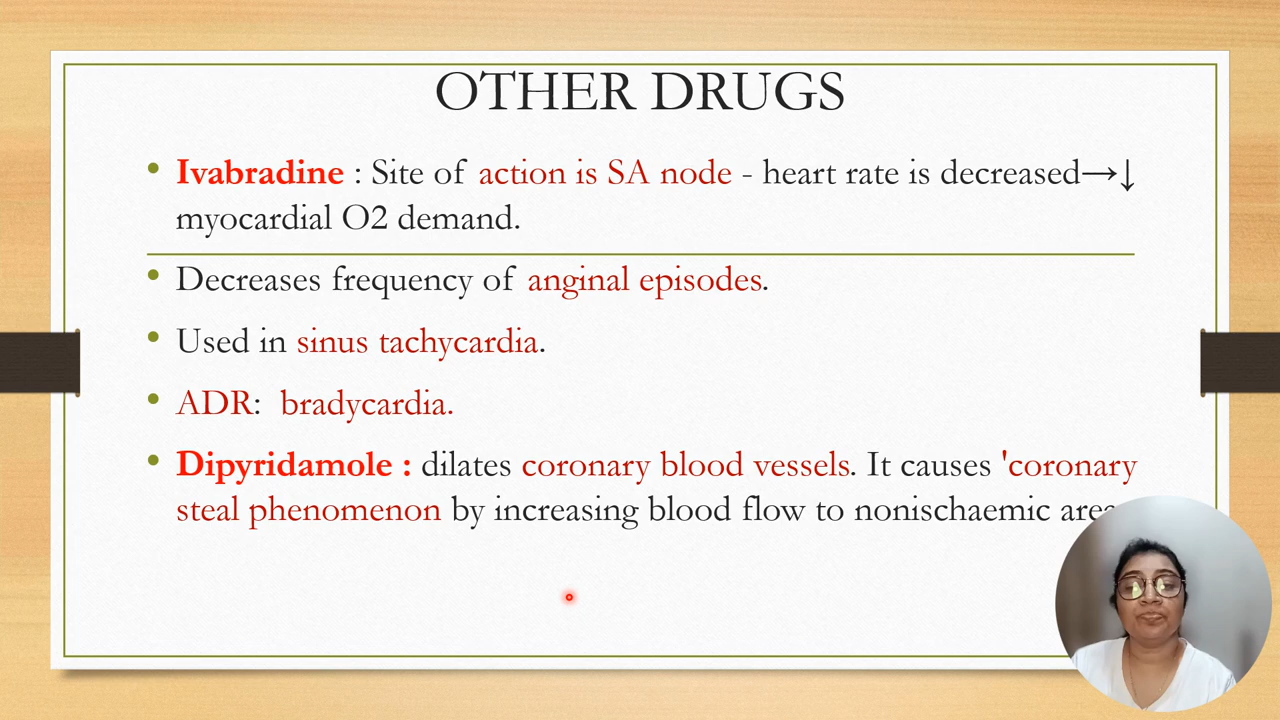 OTHER DRUGS
• Ivabradine : Site of action is SA node - heart rate is decreased→↓
myocardial O2 demand.
• Decreases frequency of anginal episodes.
• Used in sinus tachycardia.
• ADR: bradycardia.
• Dipyridamole : dilates coronary blood vessels. It causes 'coronary
steal phenomenon by increasing blood flow to nonischaemic